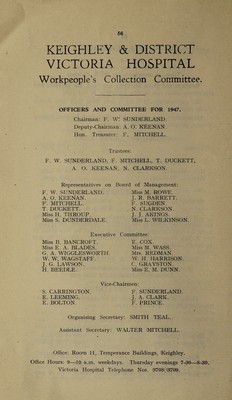 56
KEIGHLEY & DISTRICT
VICTORIA HOSPITAL
Workpeople's Collection Committee.
OFFICERS AND COMMITTEE FOR 1947.
Chairman: F. W. SUNDERLAND.
Deputy-Chairman: A. O. KEENAN.
Hon. Treasurer: F. MITCHELL.
Trustees:
F. W. SUNDERLAND, F. MITCHELL, T. DUCKETT,
A. O. KEENAN, N. CLARKSON.
Representatives on Board of Management:
F. W. SUNDERLAND. Miss M. ROWE.
A. O. KEENAN J. R. BARRETT.
F. MITCHELL. F. SUGDEN.
T. DUCKETT. N. CLARKSON.
Miss H. THROUP. J. J. AKINGS.
Miss S. DUNDERDALE. Miss L. WILKINSON.
Executive Committee:
Miss R. BANCROFT E. COX.
Miss E. A. BLADES. Miss M. WASS.
G. A. WIGGLESWORTH. Mrs. REDMAN.
W. W. WAGSTAFF. W. H. HARRISON.
J. G. LAWSON. C. GRAYSTON.
H. BEEDLE. Miss E. M. DUNN.
Vice-Chairmen:
S. CARRINGTON. F. SUNDERLAND.
E. LEEMING. J. A. CLARK.
E. BOLTON. F. PRINCE.
Organising Secretary: SMITH TEAL.
Assistant Secretary: WALTER MITCHELL.
Office: Room 11, Temperance Buildings, Keighley.
Office Hours: 9—10 a.m. weekdays. Thursday evenings 7-30—8-30.
Victoria Hospital Telephone Nos.